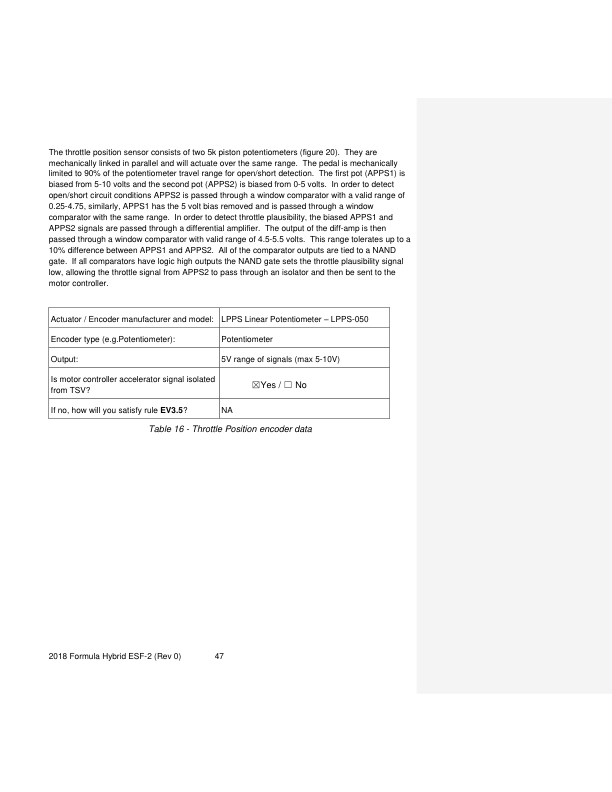 The throttle position sensor consists of two 5k piston potentiometers (figure 20).  They are
mechanically linked in parallel and will actuate over the same range.  The pedal is mechanically
limited to 90% of the potentiometer travel range for open/short detection.  The first pot (APPS1) is
biased from 5-10 volts and the second pot (APPS2) is biased from 0-5 volts.  In order to detect
open/short circuit conditions APPS2 is passed through a window comparator with a valid range of
0.25-4.75, similarly, APPS1 has the 5 volt bias removed and is passed through a window
comparator with the same range.  In order to detect throttle plausibility, the biased APPS1 and
APPS2 signals are passed through a differential amplifier.  The output of the diff-amp is then
passed through a window comparator with valid range of 4.5-5.5 volts.  This range tolerates up to a
10% difference between APPS1 and APPS2.  All of the comparator outputs are tied to a NAND
gate.  If all comparators have logic high outputs the NAND gate sets the throttle plausibility signal
low, allowing the throttle signal from APPS2 to pass through an isolator and then be sent to the
motor controller.
Actuator / Encoder manufacturer and model: LPPS Linear Potentiometer – LPPS-050
Encoder type (e.g.Potentiometer): Potentiometer
Output: 5V range of signals (max 5-10V)
Is motor controller accelerator signal isolated
from TSV? ☒Yes / ☐ No
If no, how will you satisfy rule EV3.5? NA
Table 16 - Throttle Position encoder data
2018 Formula Hybrid ESF-2 (Rev 0) 47